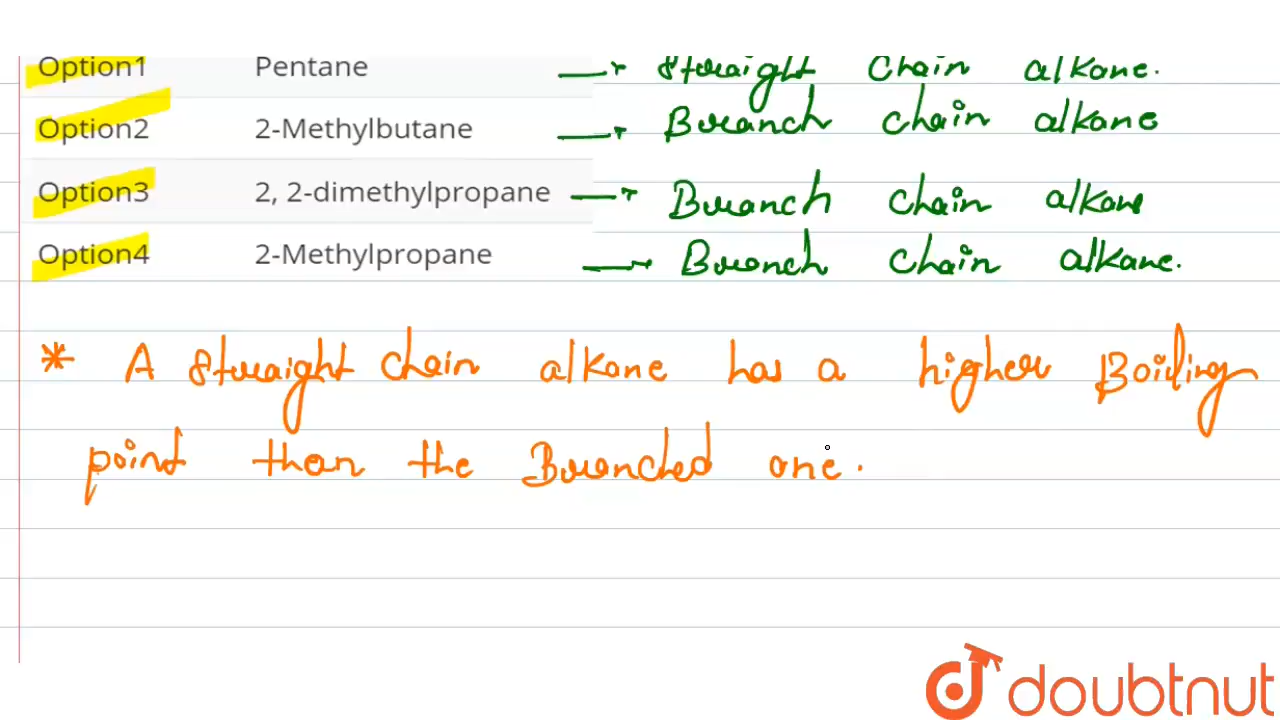 Option1 Pentane → Straight chain alkane.
Option2 2-Methylbutane → Branch chain alkane
Option3 2, 2-dimethylpropane → Branch chain alkane
Option4 2-Methylpropane → Branch chain alkane.
* A straight chain alkane has a higher Boiling
point than the Branched one.
doubtnut